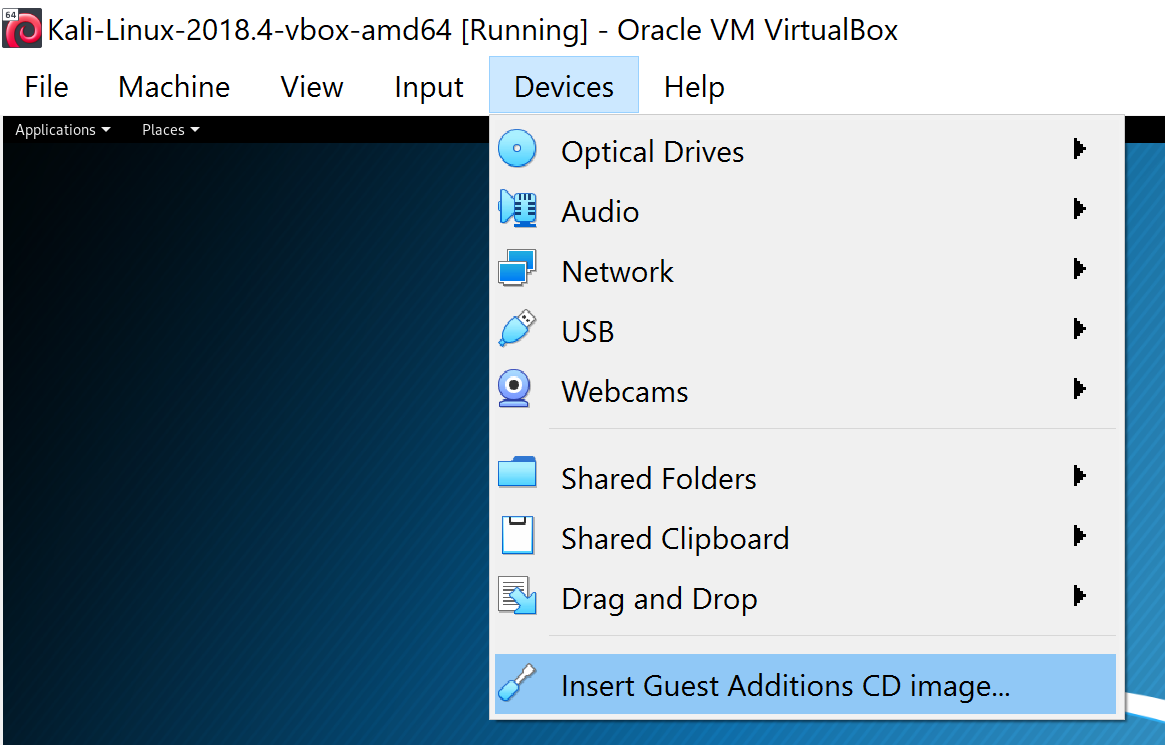 64
Kali-Linux-2018.4-vbox-amd64 [Running] - Oracle VM VirtualBox
File Machine View Input Devices Help
Applications Places
Optical Drives
Audio
Network
USB
Webcams
Shared Folders
Shared Clipboard
Drag and Drop
Insert Guest Additions CD image...